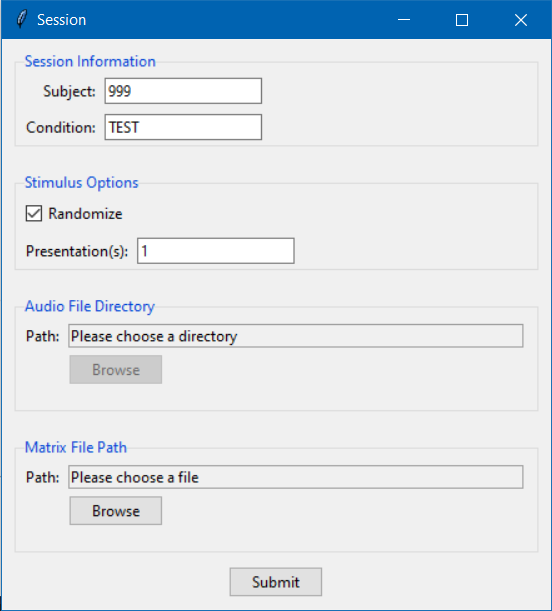 Session
Session Information
Subject: 999
Condition: TEST
Stimulus Options
Randomize
Presentation(s): 1
Audio File Directory
Path: Please choose a directory
Browse
Matrix File Path
Path: Please choose a file
Browse
Submit